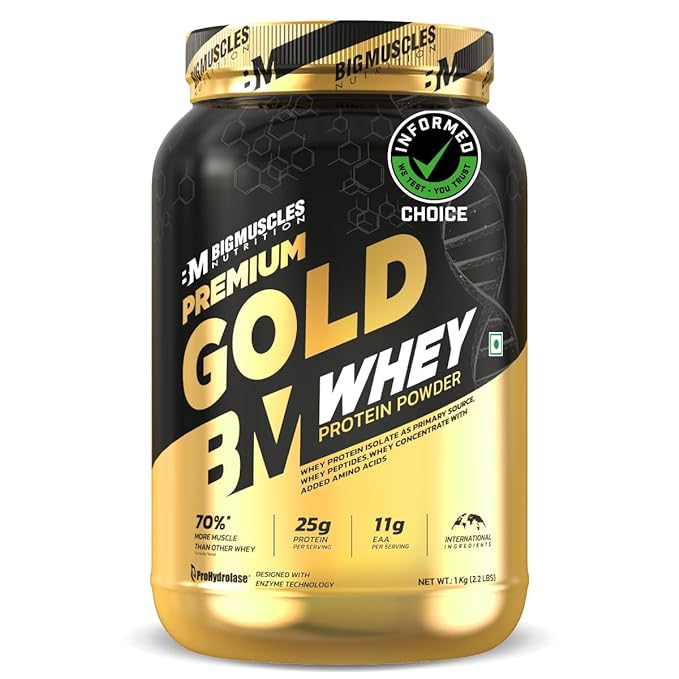 BM BIGMUSCLES
NUTRITION
INFORMED
WE TEST • YOU TRUST
CHOICE
BM BIGMUSCLES
NUTRITION
PREMIUM
GOLD
BM WHEY
PROTEIN POWDER
WHEY PROTEIN ISOLATE AS PRIMARY SOURCE,
WHEY PEPTIDES, WHEY CONCENTRATE WITH
ADDED AMINO ACIDS
70%*
MORE MUSCLE
THAN OTHER WHEY
25g
PROTEIN
PER SERVING
11g
EAA
PER SERVING
INTERNATIONAL
INGREDIENTS
ProHydrolase®
DESIGNED WITH
ENZYME TECHNOLOGY
NET WT.: 1 Kg (2.2 LBS)